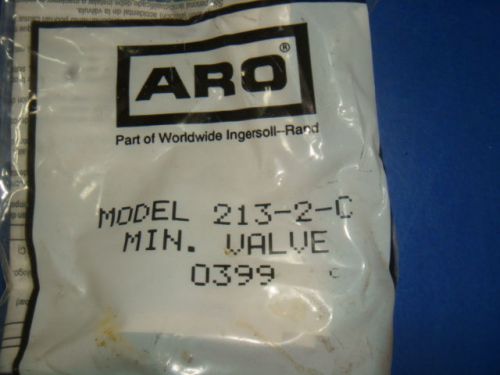 ARO®
Part of Worldwide Ingersoll-Rand
MODEL 213-2-C
MIN. VALVE
0399 C